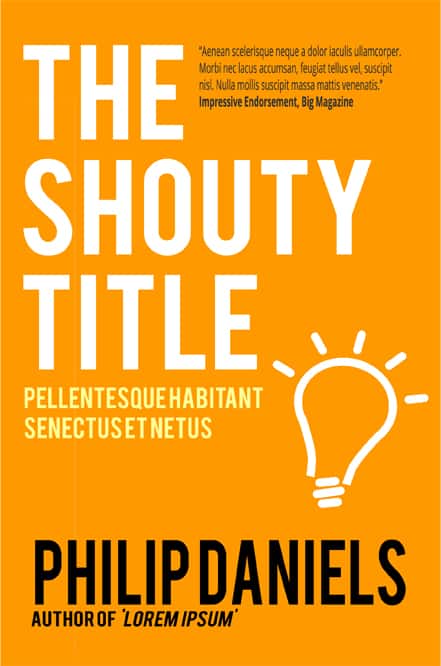 THE
"Aenean scelerisque neque a dolor iaculis ullamcorper.
Morbi nec lacus accumsan, feugiat tellus vel, suscipit
nisl. Nulla mollis suscipit massa mattis venenatis."
Impressive Endorsement, Big Magazine
SHOUTY
TITLE
PELLENTESQUE HABITANT
SENECTUS ET NETUS
PHILIP DANIELS
AUTHOR OF 'LOREM IPSUM'